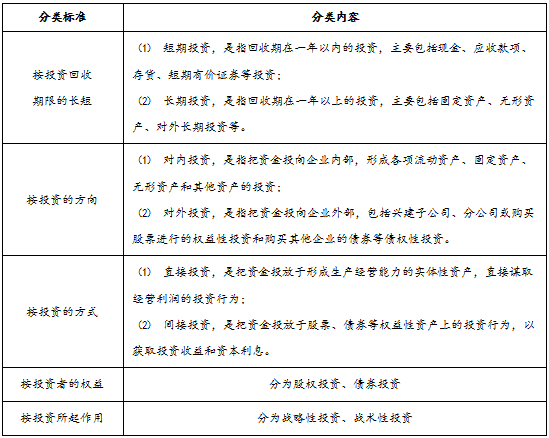 分类标准
分类内容
按投资回收
期限的长短
（1） 短期投资，是指回收期在一年以内的投资，主要包括现金、应收款项、
存货、短期有价证券等投资；
（2） 长期投资，是指回收期在一年以上的投资，主要包括固定资产、无形资
产、对外长期投资等。
按投资的方向
（1） 对内投资，是指把资金投向企业内部，形成各项流动资产、固定资产、
无形资产和其他资产的投资；
（2） 对外投资，是指把资金投向企业外部，包括兴建子公司、分公司或购买
股票进行的权益性投资和购买其他企业的债券等债权性投资。
按投资的方式
（1） 直接投资，是把资金投放于形成生产经营能力的实体性资产，直接谋取
经营利润的投资行为；
（2） 间接投资，是把资金投放于股票、债券等权益性资产上的投资行为，以
获取投资收益和资本利息。
按投资者的权益
分为股权投资、债券投资
按投资所起作用
分为战略性投资、战术性投资